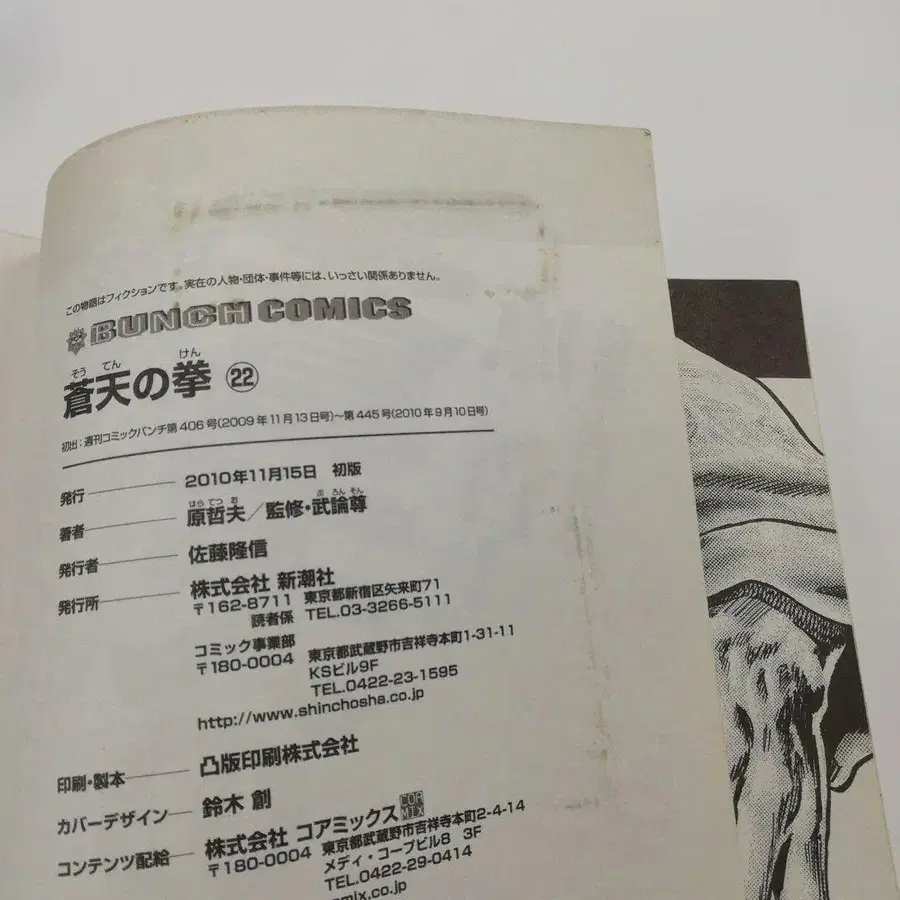 この物語はフィクションです。実在の人物・団体・事件等には、いっさい関係ありません。
BUNCH COMICS
そう てん けん
蒼天の拳 22
初出:週刊コミックバンチ第406号(2009年11月13日号)〜第445号(2010年9月10日号)
発行 2010年11月15日 初版
はら てつ お ぶ ろん そん
著者 原哲夫/監修・武論尊
発行者 佐藤隆信
発行所 株式会社 新潮社
〒162-8711 東京都新宿区矢来町71
読者係 TEL.03-3266-5111
コミック事業部
〒180-0004 東京都武蔵野市吉祥寺本町1-31-11
KSビル9F
TEL.0422-23-1595
http://www.shinchosha.co.jp
印刷・製本 凸版印刷株式会社
カバーデザイン 鈴木 創
コンテンツ配給 株式会社 コアミックス COR MIX
〒180-0004 東京都武蔵野市吉祥寺本町2-4-14
メディ・コープビル8 3F
TEL.0422-29-0414
mix.co.jp